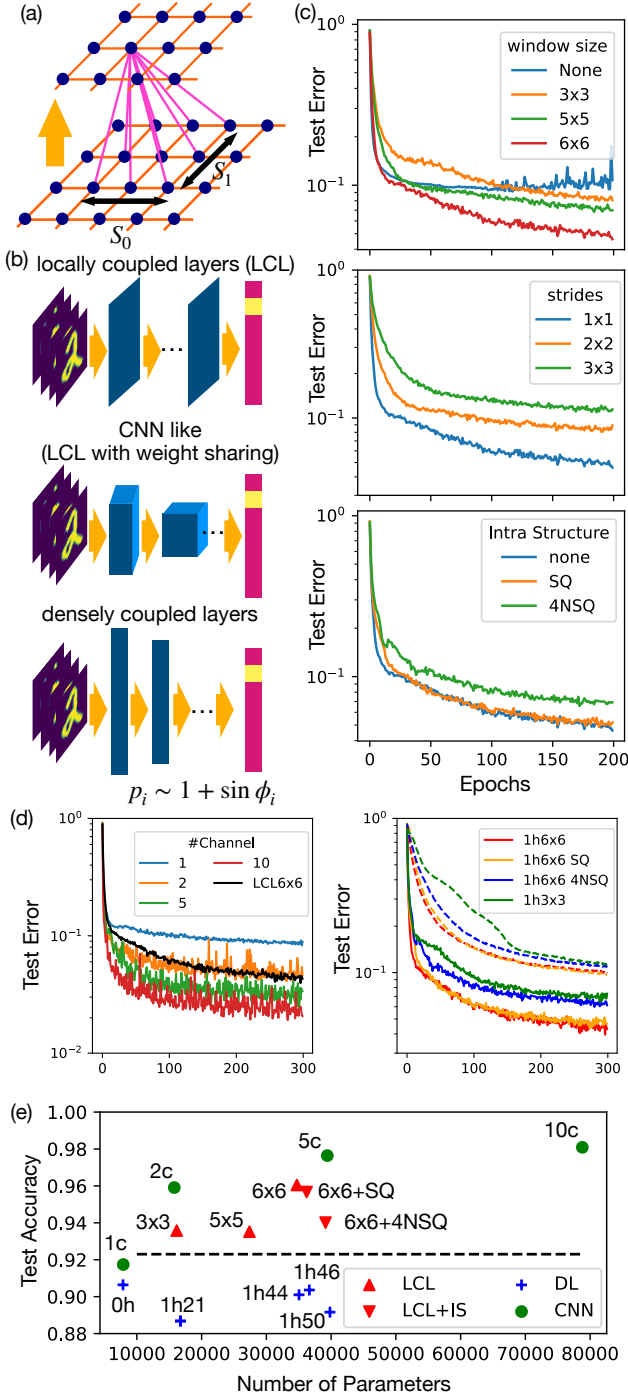 (a)
S₁
S₀
(b)
locally coupled layers (LCL)
...
CNN like
(LCL with weight sharing)
...
densely coupled layers
...
pᵢ ∼ 1 + sin ϕᵢ
(c)
Test Error
10⁰
10⁻¹
window size
None
3x3
5x5
6x6
Test Error
10⁻¹
strides
1x1
2x2
3x3
Test Error
10⁻¹
Intra Structure
none
SQ
4NSQ
0 50 100 150 200
Epochs
(d)
Test Error
10⁰
10⁻¹
10⁻²
#Channel
1 10
2 LCL6x6
5
0 100 200 300
Test Error
10⁰
10⁻¹
1h6x6
1h6x6 SQ
1h6x6 4NSQ
1h3x3
0 100 200 300
(e)
Test Accuracy
1.00
0.98
0.96
0.94
0.92
0.90
0.88
1c
2c
5c
10c
3x3
5x5
6x6
6x6+SQ
6x6+4NSQ
0h
1h21
1h44
1h46
1h50
LCL DL
LCL+IS CNN
10000 20000 30000 40000 50000 60000 70000 80000
Number of Parameters